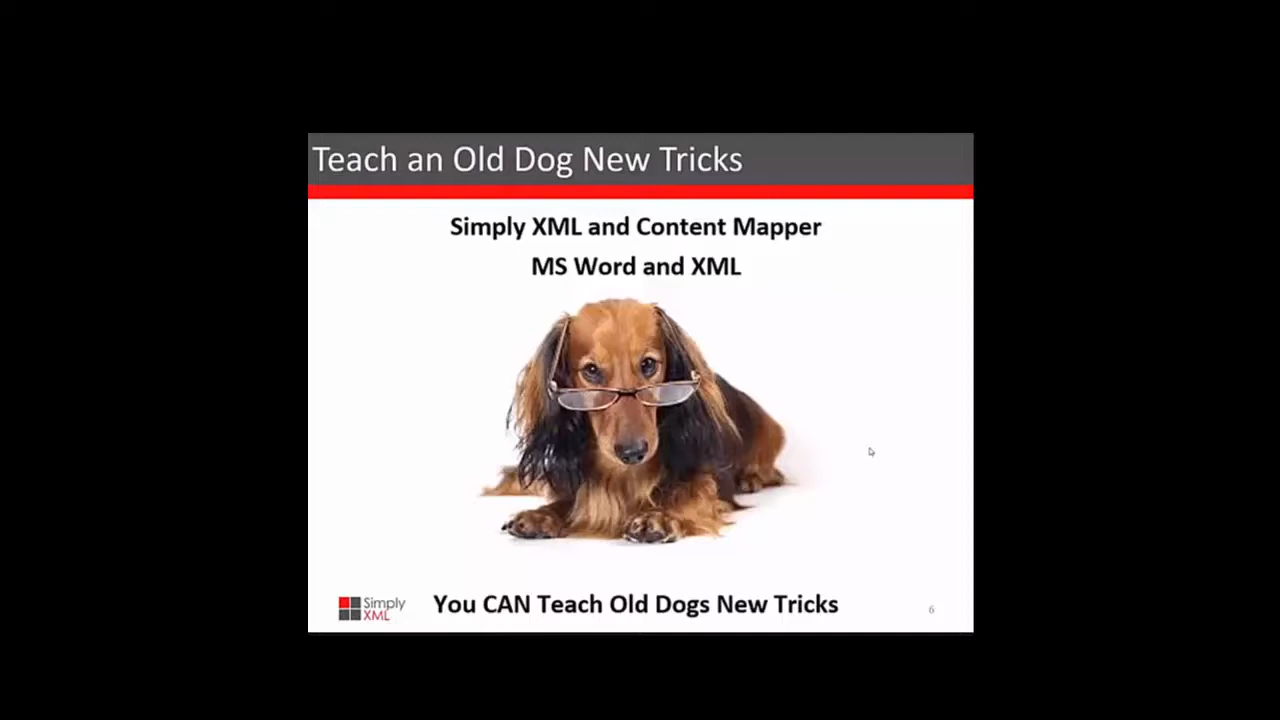 Teach an Old Dog New Tricks
Simply XML and Content Mapper
MS Word and XML
Simply
XML
You CAN Teach Old Dogs New Tricks
6